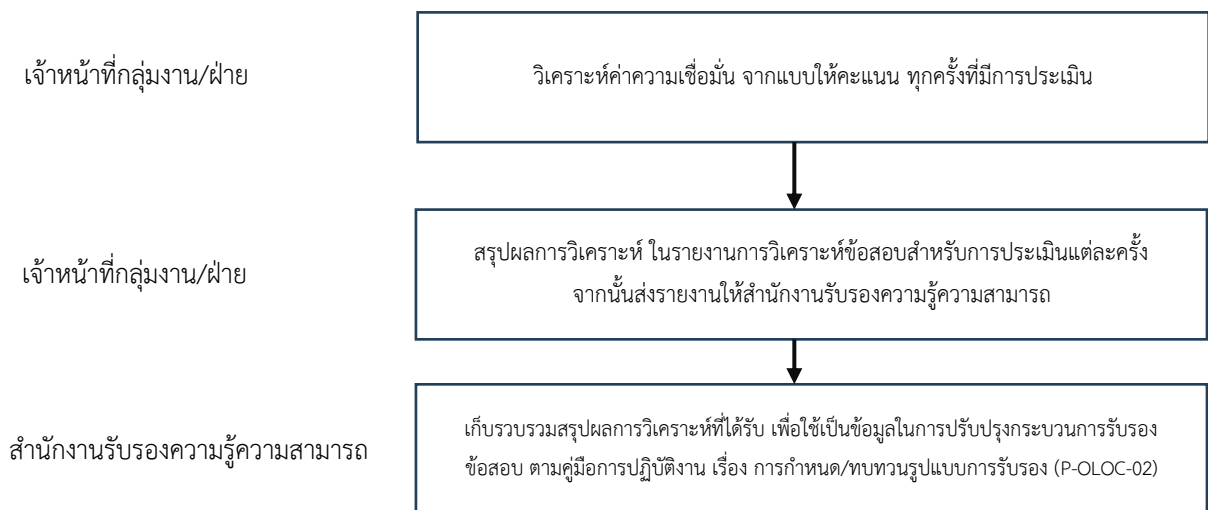 เจ้าหน้าที่กลุ่มงาน/ฝ่าย
วิเคราะห์ค่าความเชื่อมั่น จากแบบให้คะแนน ทุกครั้งที่มีการประเมิน
เจ้าหน้าที่กลุ่มงาน/ฝ่าย
สรุปผลการวิเคราะห์ ในรายงานการวิเคราะห์ข้อสอบสำหรับการประเมินแต่ละครั้ง
จากนั้นส่งรายงานให้สำนักงานรับรองความรู้ความสามารถ
สำนักงานรับรองความรู้ความสามารถ
เก็บรวบรวมสรุปผลการวิเคราะห์ที่ได้รับ เพื่อใช้เป็นข้อมูลในการปรับปรุงกระบวนการรับรอง
ข้อสอบ ตามคู่มือการปฏิบัติงาน เรื่อง การกำหนด/ทบทวนรูปแบบการรับรอง (P-OLOC-02)